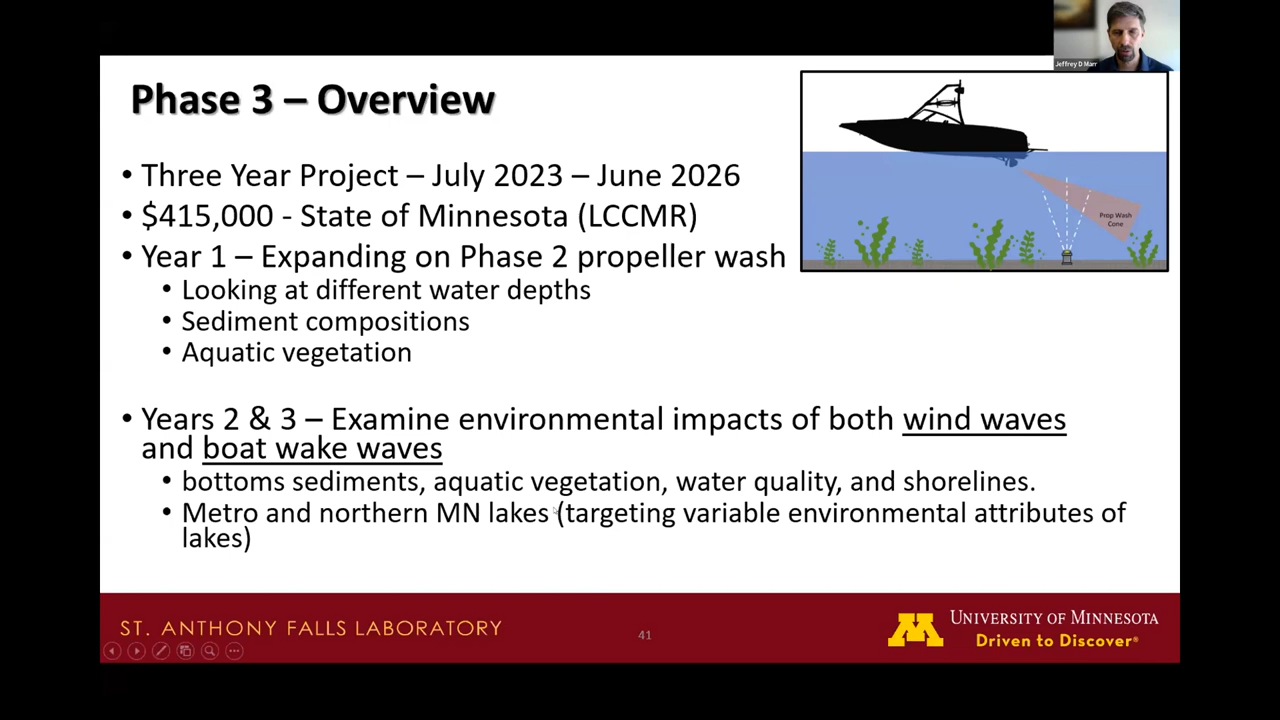 Jeffrey D Marr
Phase 3 – Overview
• Three Year Project – July 2023 – June 2026
• $415,000 - State of Minnesota (LCCMR)
• Year 1 – Expanding on Phase 2 propeller wash
• Looking at different water depths
• Sediment compositions
• Aquatic vegetation
Prop Wash
Cone
• Years 2 & 3 – Examine environmental impacts of both wind waves
and boat wake waves
• bottoms sediments, aquatic vegetation, water quality, and shorelines.
• Metro and northern MN lakes (targeting variable environmental attributes of
lakes)
ST. ANTHONY FALLS LABORATORY
41
M
UNIVERSITY OF MINNESOTA
Driven to Discover®